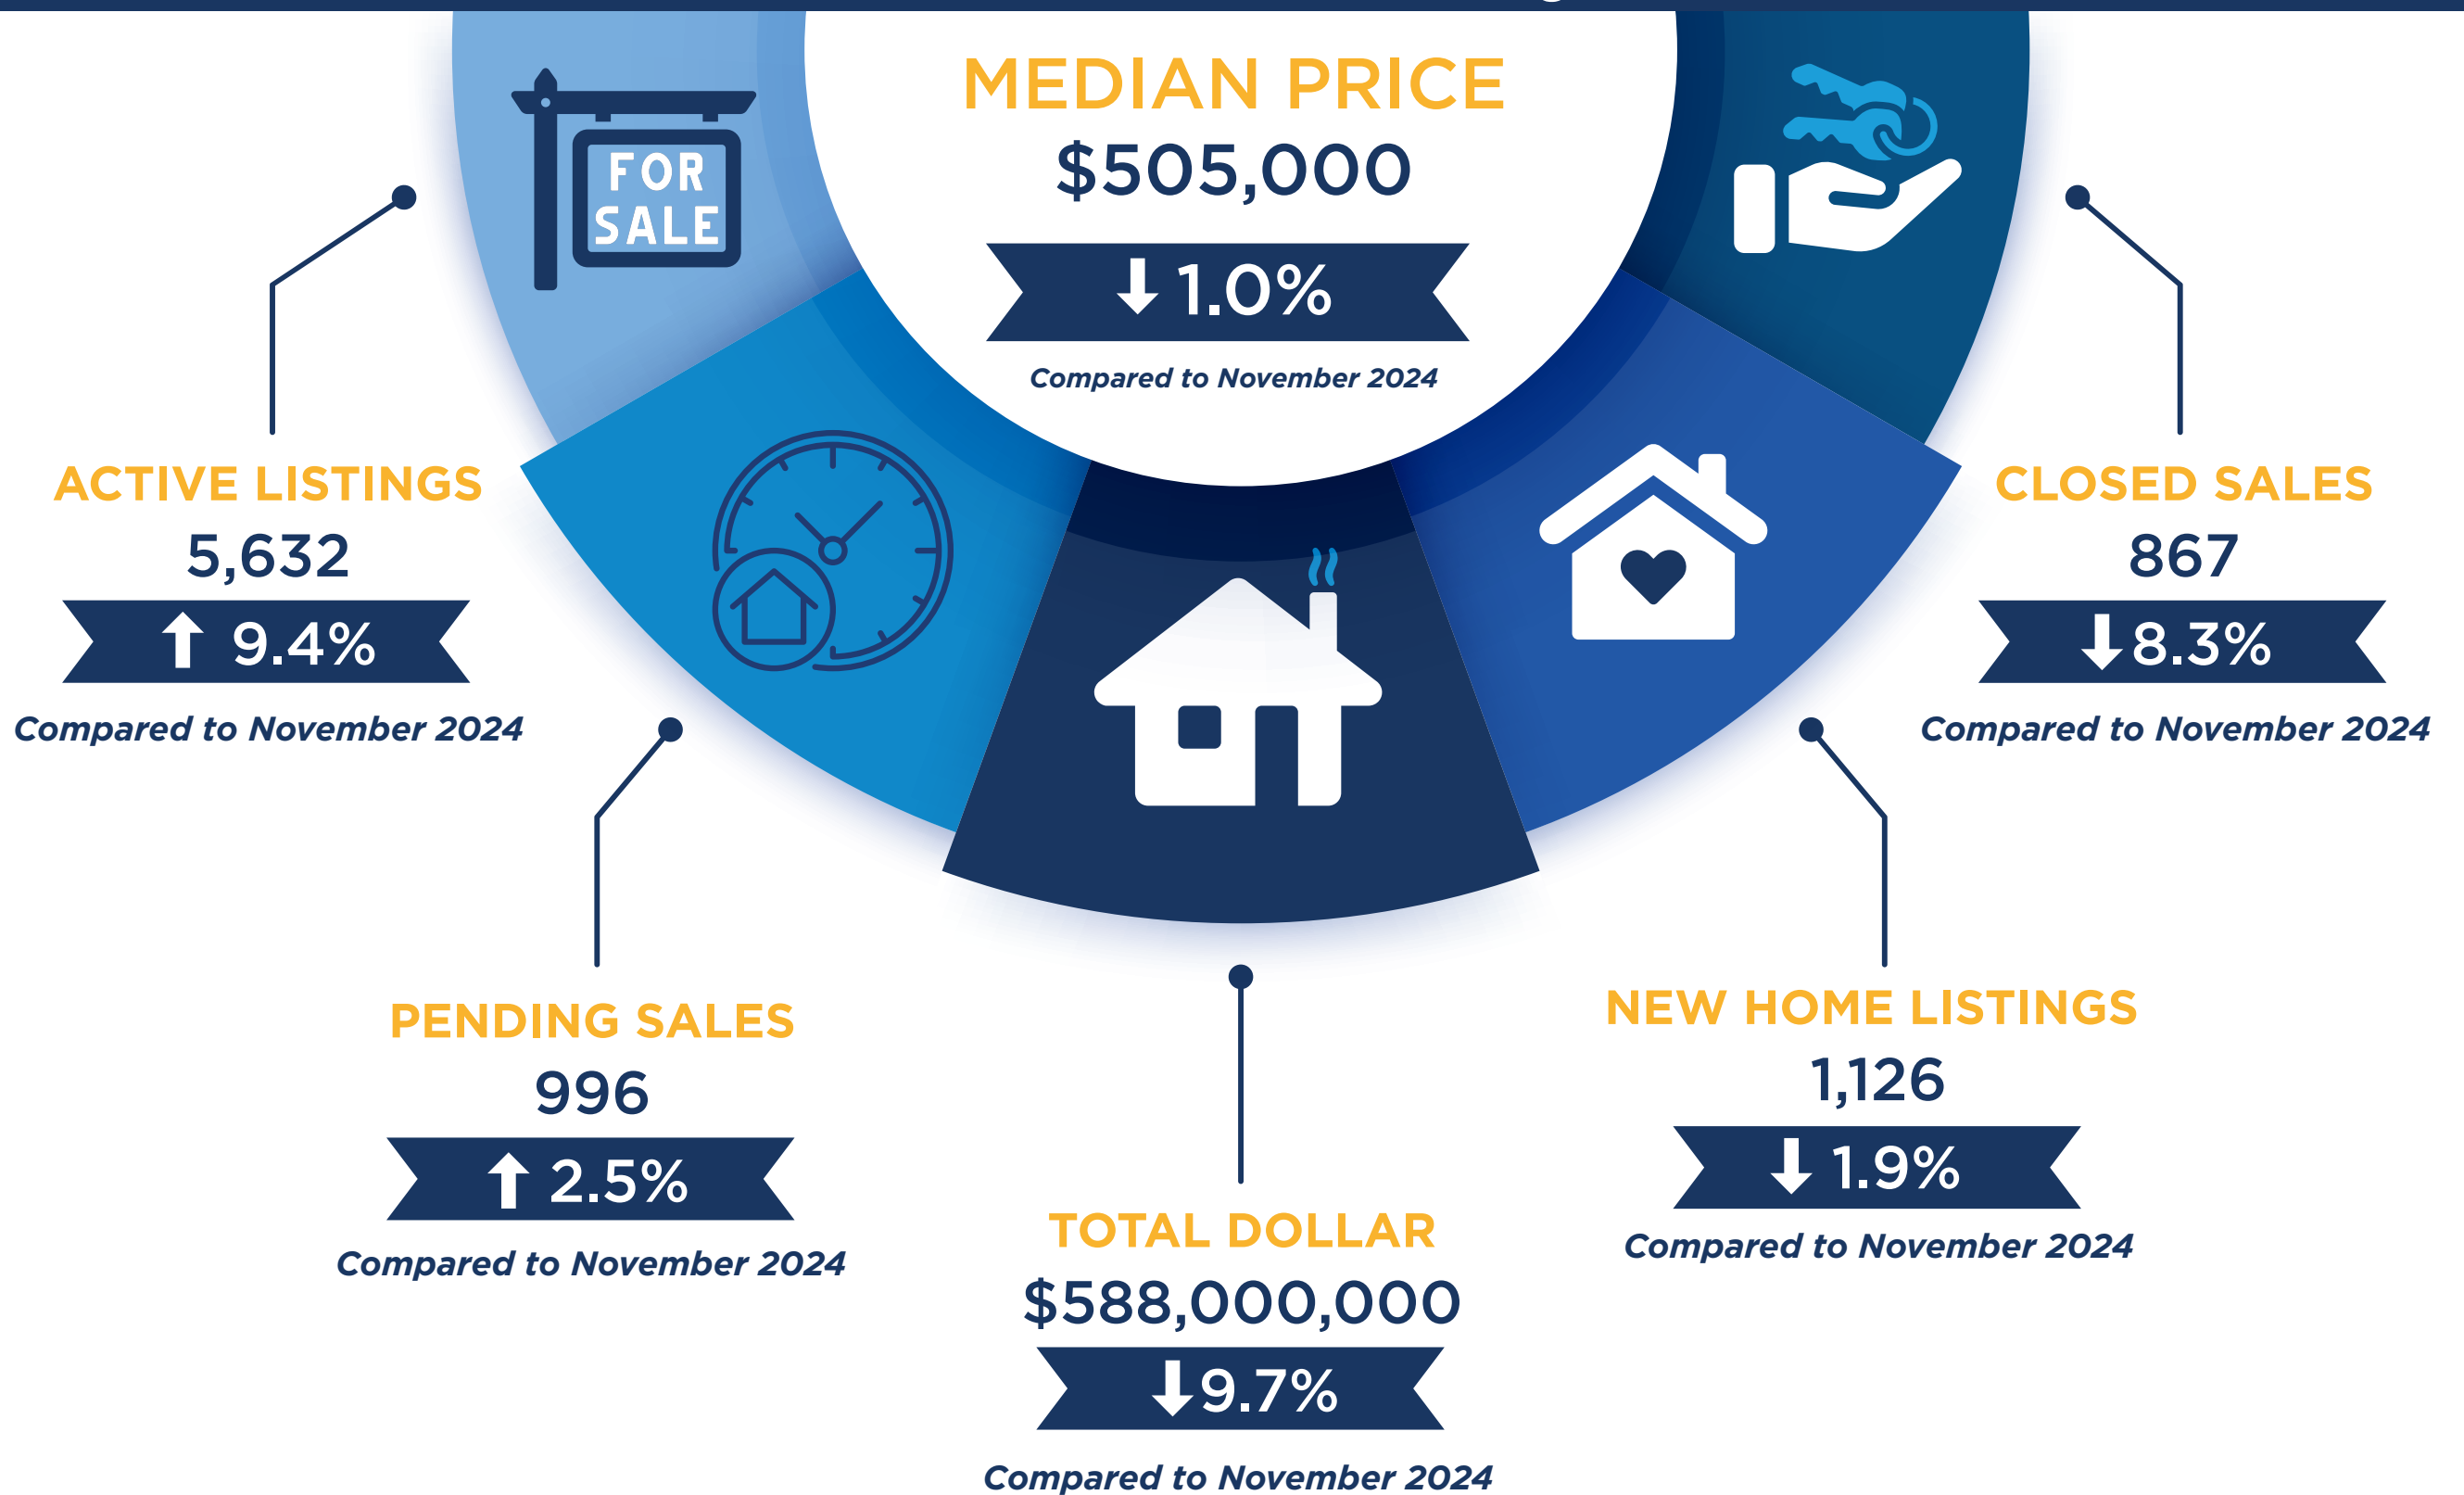 MEDIAN PRICE
$505,000
1.0%
Compared to November 2024
FOR
SALE
ACTIVE LISTINGS
5,632
9.4%
Compared to November 2024
CLOSED SALES
867
8.3%
Compared to November 2024
PENDING SALES
996
2.5%
Compared to November 2024
NEW HOME LISTINGS
1,126
1.9%
Compared to November 2024
TOTAL DOLLAR
$588,000,000
9.7%
Compared to November 2024